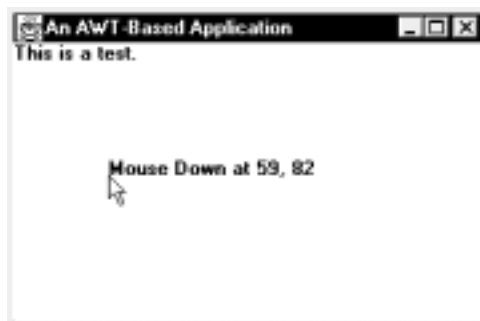 An AWT-Based Application
This is a test.
Mouse Down at 59, 82